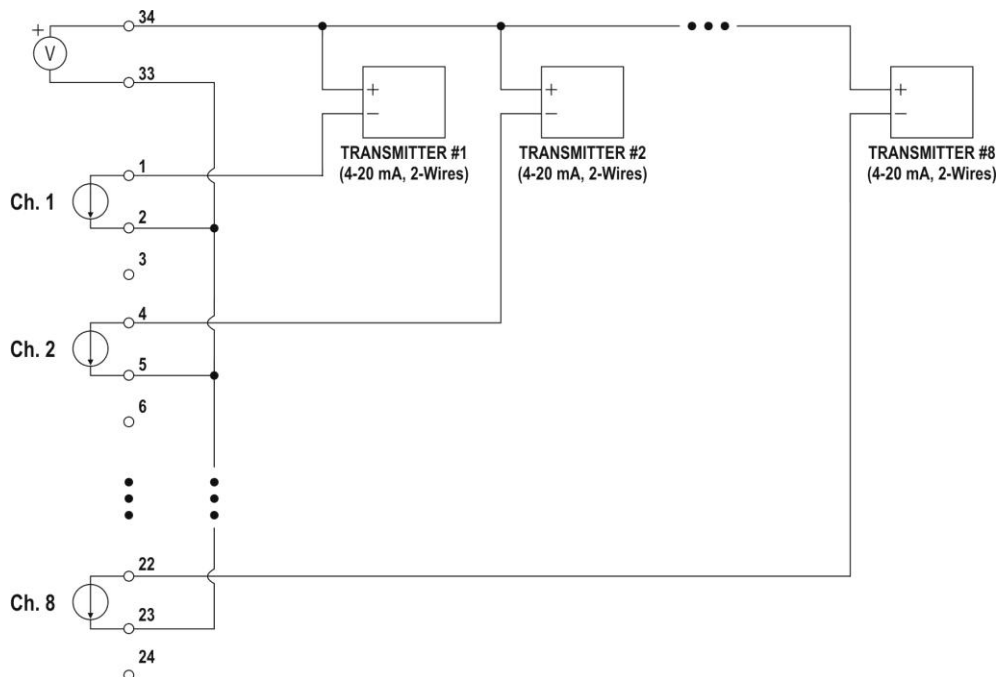 34
+
V
33
+
−
TRANSMITTER #1
(4-20 mA, 2-Wires)
+
−
TRANSMITTER #2
(4-20 mA, 2-Wires)
+
−
TRANSMITTER #8
(4-20 mA, 2-Wires)
1
Ch. 1
2
3
4
Ch. 2
5
6
22
Ch. 8
23
24